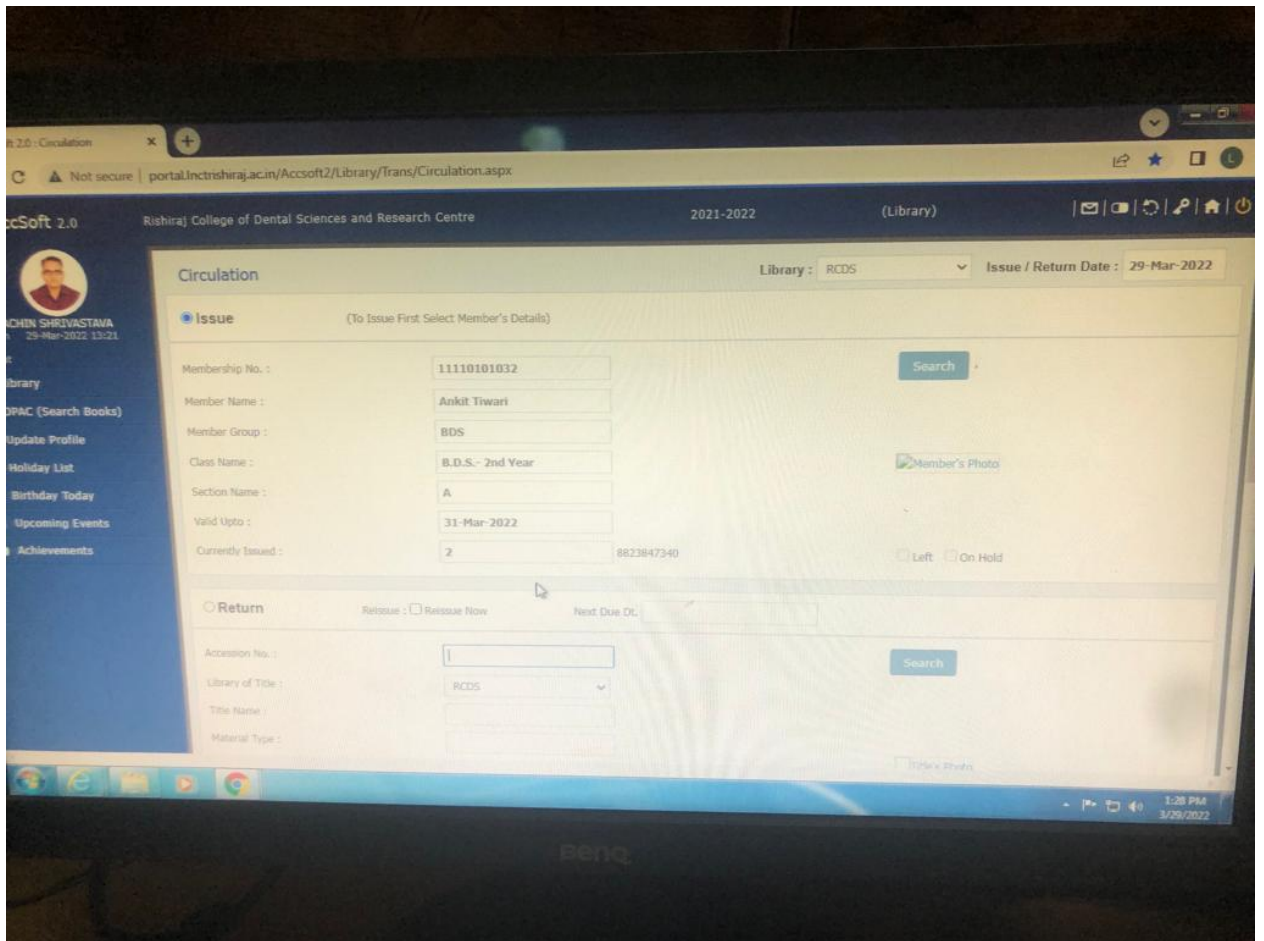 ft 2.0 : Circulation
Not secure | portal.lnctrishiraj.ac.in/Accsoft2/Library/Trans/Circulation.aspx
L
ccSoft 2.0 Rishiraj College of Dental Sciences and Research Centre 2021-2022 (Library)
Circulation Library : RCDS Issue / Return Date : 29-Mar-2022
ACHIN SHRIVASTAVA
29-Mar-2022 13:21
ibrary
OPAC (Search Books)
Update Profile
Holiday List
Birthday Today
Upcoming Events
Achievements
Issue (To Issue First Select Member's Details)
Membership No. : 11110101032 Search
Member Name : Ankit Tiwari
Member Group : BDS
Class Name : B.D.S.- 2nd Year Member's Photo
Section Name : A
Valid Upto : 31-Mar-2022
Currently Issued : 2 8823847340 Left On Hold
Return Reissue : Reissue Now Next Due Dt.
Accession No. : Search
Library of Title : RCDS
Title Name :
Material Type :
Title's Photo
1:28 PM
3/29/2022
BenQ